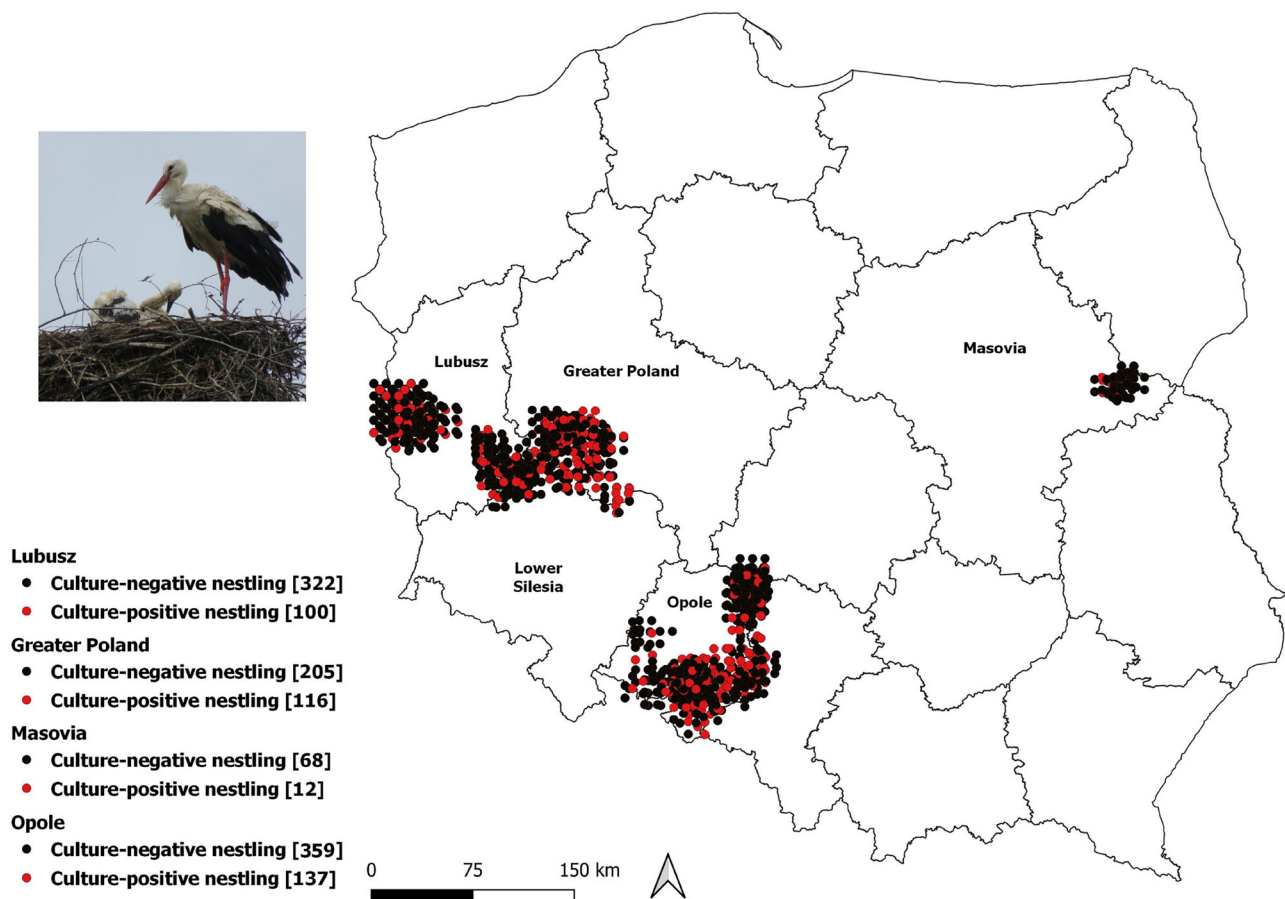 Lubusz
Greater Poland
Masovia
Lower
Silesia
Opole
Lubusz
Culture-negative nestling [322]
Culture-positive nestling [100]
Greater Poland
Culture-negative nestling [205]
Culture-positive nestling [116]
Masovia
Culture-negative nestling [68]
Culture-positive nestling [12]
Opole
Culture-negative nestling [359]
Culture-positive nestling [137]
0 75 150 km